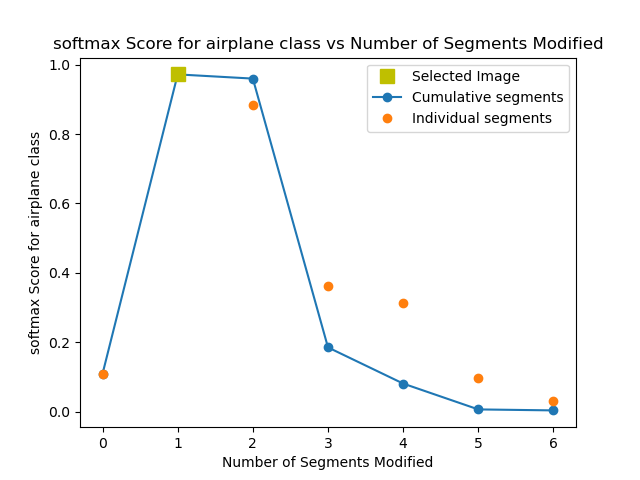 softmax Score for airplane class vs Number of Segments Modified
Selected Image
Cumulative segments
Individual segments
softmax Score for airplane class
1.0
0.8
0.6
0.4
0.2
0.0
0 1 2 3 4 5 6
Number of Segments Modified